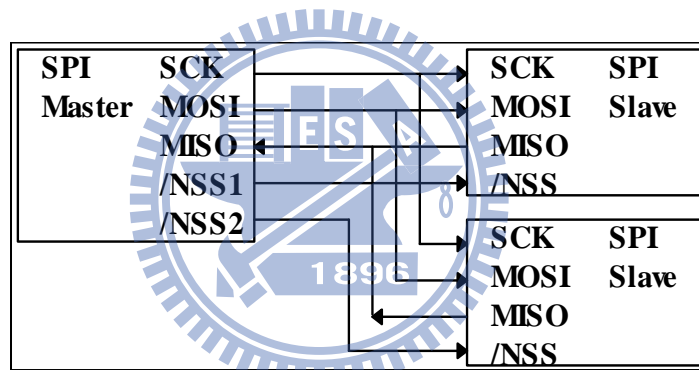 SPI SCK
Master MOSI
MISO
/NSS1
/NSS2
SCK SPI
MOSI Slave
MISO
/NSS
SCK SPI
MOSI Slave
MISO
/NSS
E S A
1896